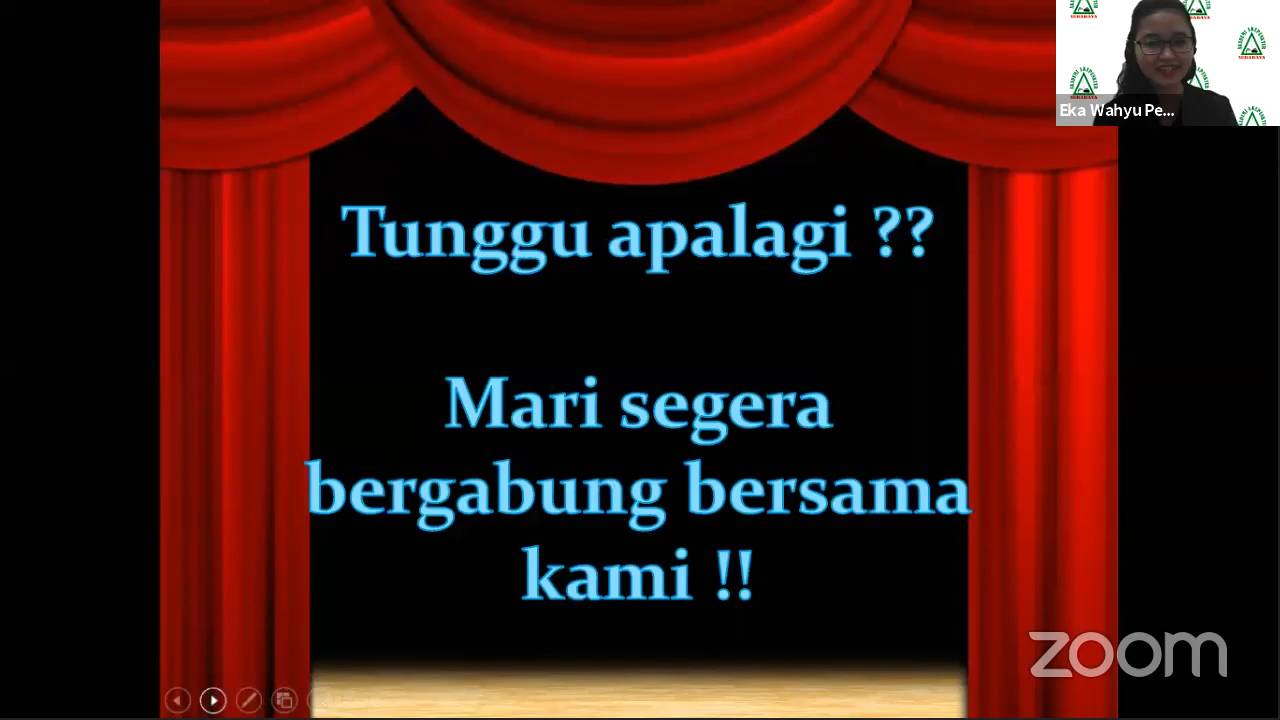 Eka Wahyu Pe...
Tunggu apalagi ??
Mari segera
bergabung bersama
kami !!
zoom